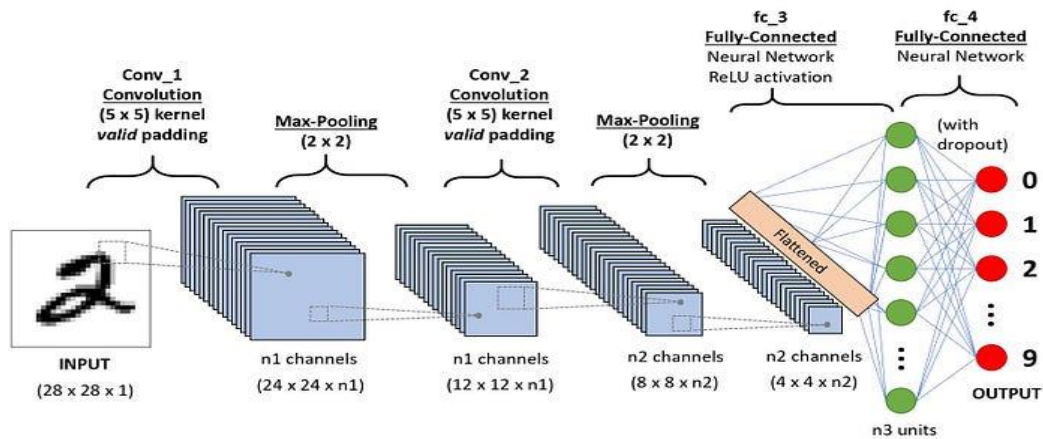 fc_3
Fully-Connected
Neural Network
ReLU activation
fc_4
Fully-Connected
Neural Network
Conv_1
Convolution
(5 x 5) kernel
valid padding
Max-Pooling
(2 x 2)
Conv_2
Convolution
(5 x 5) kernel
valid padding
Max-Pooling
(2 x 2)
(with
dropout)
Flattened
0
1
2
9
INPUT
(28 x 28 x 1)
n1 channels
(24 x 24 x n1)
n1 channels
(12 x 12 x n1)
n2 channels
(8 x 8 x n2)
n2 channels
(4 x 4 x n2)
n3 units
OUTPUT